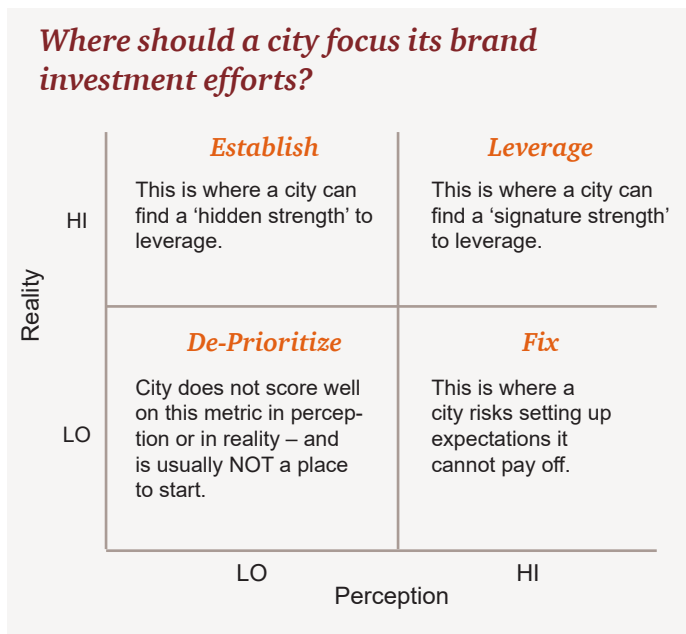 Where should a city focus its brand
investment efforts?
Establish
This is where a city can
find a ‘hidden strength’ to
leverage.
Leverage
This is where a city can
find a ‘signature strength’
to leverage.
HI
Reality
De-Prioritize
City does not score well
on this metric in percep-
tion or in reality – and
is usually NOT a place
to start.
Fix
This is where a
city risks setting up
expectations it
cannot pay off.
LO
LO
HI
Perception